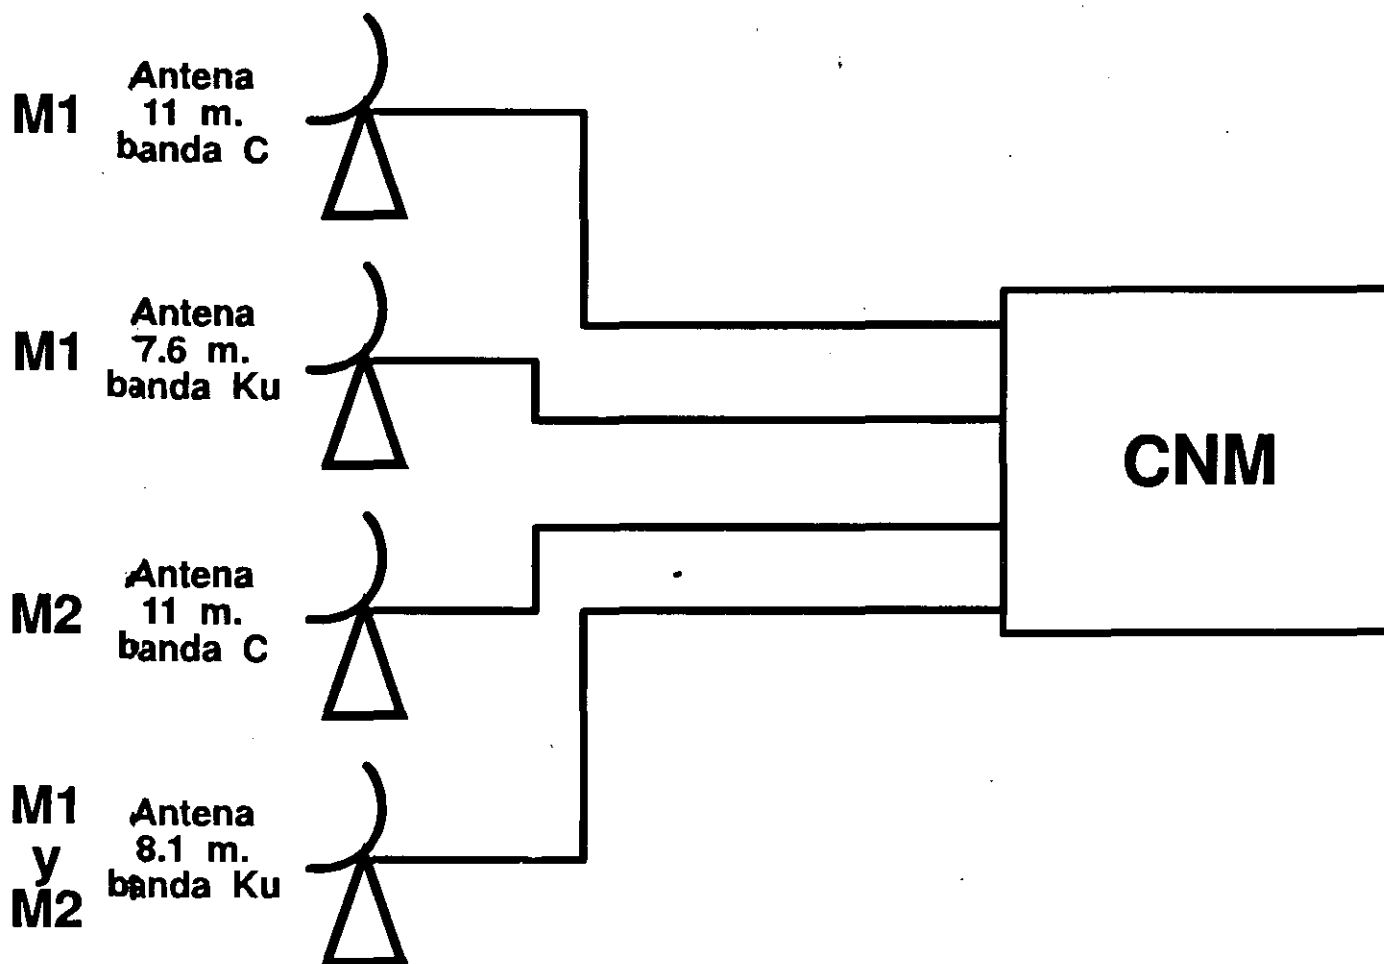 M1
Antena
11 m.
banda C
M1
Antena
7.6 m.
banda Ku
CNM
M2
Antena
11 m.
banda C
M1
y
M2
Antena
8.1 m.
banda Ku